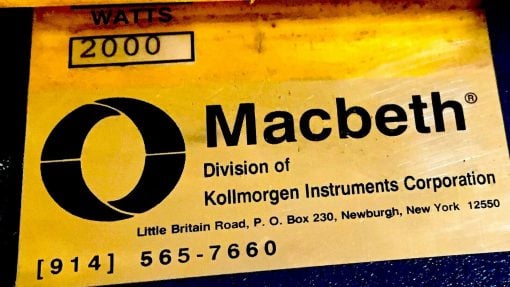 WATTS
2000
Macbeth®
Division of
Kollmorgen Instruments Corporation
Little Britain Road, P. O. Box 230, Newburgh, New York 12550
[914] 565-7660